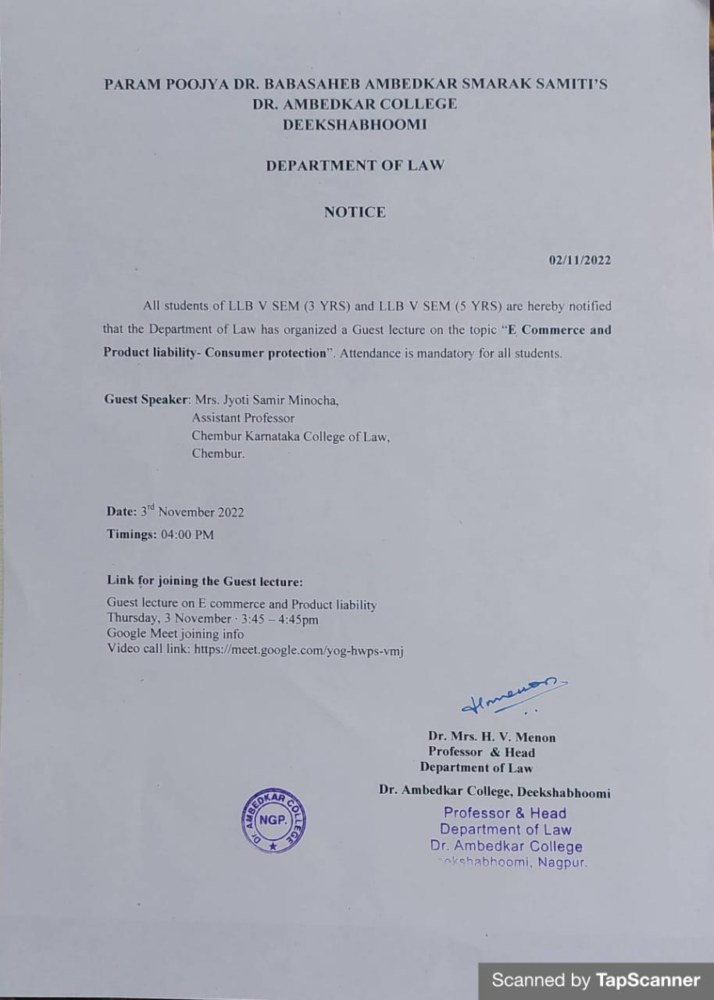 PARAM POOJYA DR. BABASAHEB AMBEDKAR SMARAK SAMITI'S
DR. AMBEDKAR COLLEGE
DEEKSHABHOOMI
DEPARTMENT OF LAW
NOTICE
02/11/2022
All students of LLB V SEM (3 YRS) and LLB V SEM (5 YRS) are hereby notified
that the Department of Law has organized a Guest lecture on the topic “E Commerce and
Product liability- Consumer protection”. Attendance is mandatory for all students.
Guest Speaker: Mrs. Jyoti Samir Minocha,
Assistant Professor
Chembur Karnataka College of Law,
Chembur.
Date: 3rd November 2022
Timings: 04:00 PM
Link for joining the Guest lecture:
Guest lecture on E commerce and Product liability
Thursday, 3 November · 3:45 – 4:45pm
Google Meet joining info
Video call link: https://meet.google.com/yog-hwps-vmj
Hvmenon
Dr. Mrs. H. V. Menon
Professor & Head
Department of Law
Dr. Ambedkar College, Deekshabhoomi
Professor & Head
Department of Law
Dr. Ambedkar College
ekshabhoomi, Nagpur.
Dr. AMBEDKAR COLLEGE
NGP.
Scanned by TapScanner